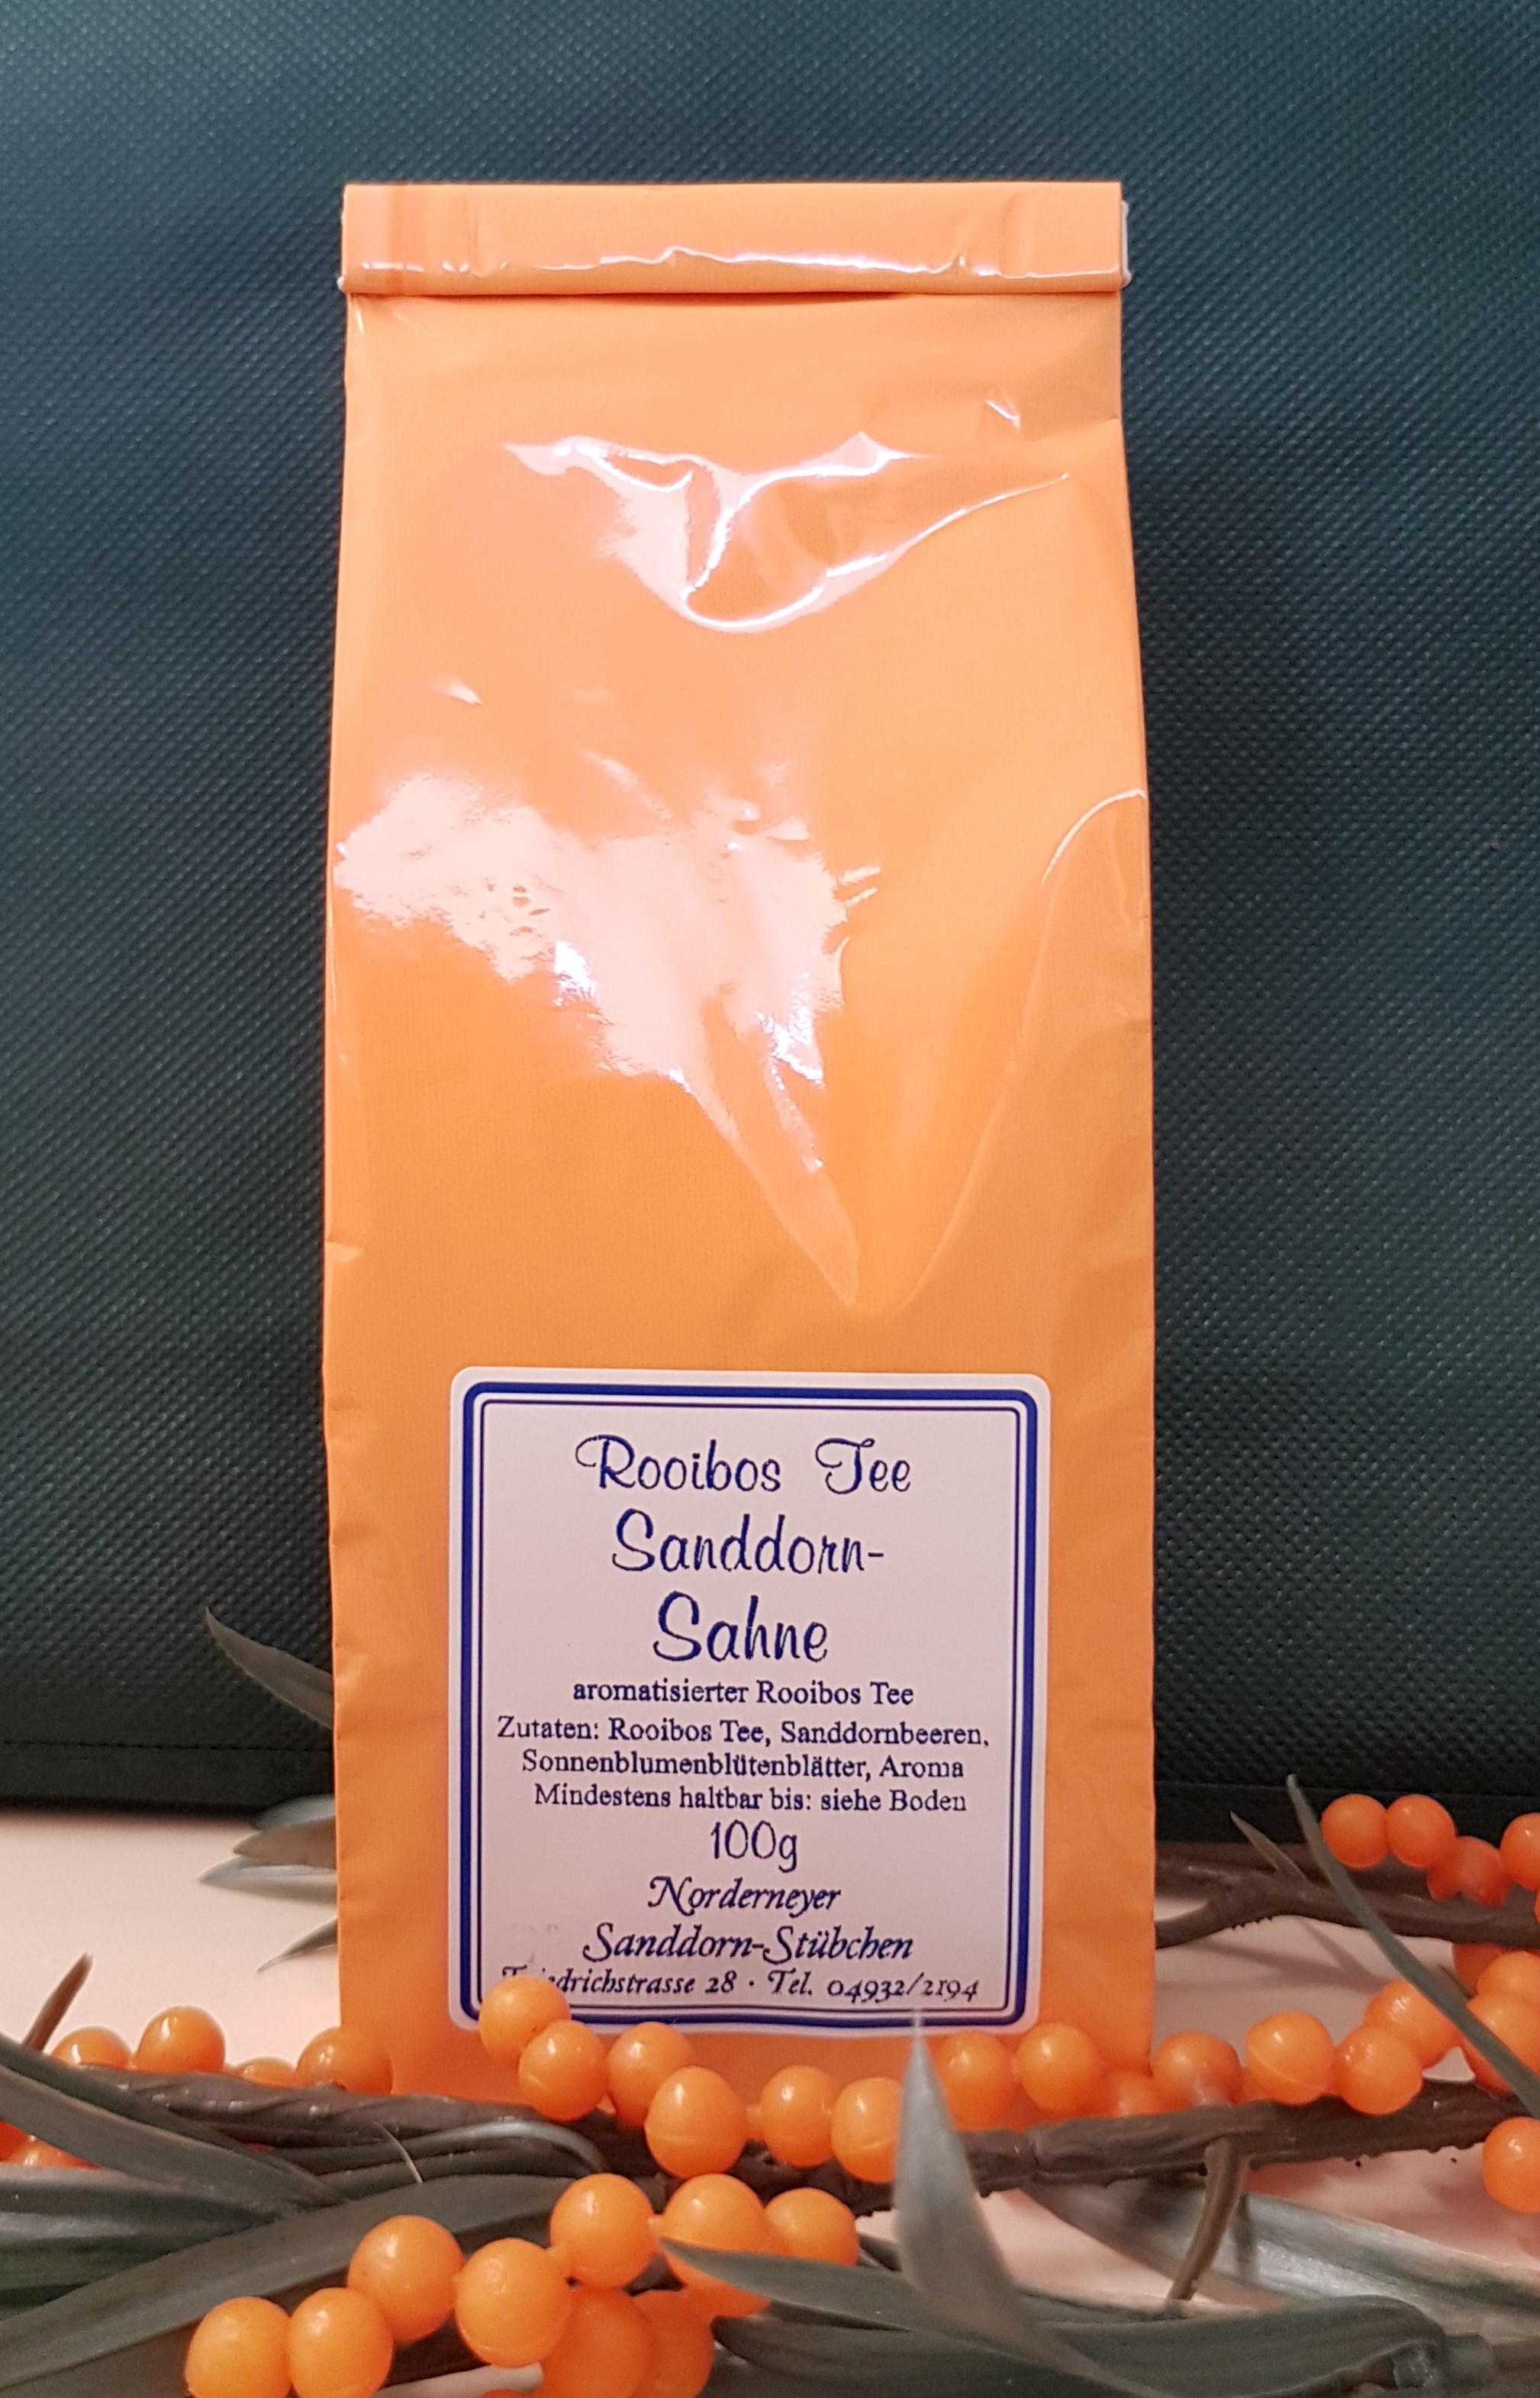 Rooibos Tee
Sanddorn-
Sahne
aromatisierter Rooibos Tee
Zutaten: Rooibos Tee, Sanddornbeeren,
Sonnenblumenblütenblätter, Aroma
Mindestens haltbar bis: siehe Boden
100g
Norderneyer
Sanddorn-Stübchen
Friedrichstrasse 28 · Tel. 04932/2194